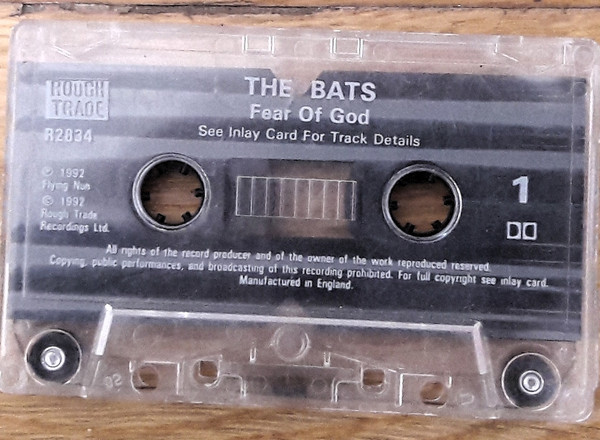 THE BATS
Fear Of God
See Inlay Card For Track Details
ROUGH
TRADE
R2834
℗ 1992
Flying Nun
© 1992
Rough Trade
Recordings Ltd.
1
All rights of the record producer and of the owner of the work reproduced reserved.
Copying, public performances, and broadcasting of this recording prohibited. For full copyright see inlay card.
Manufactured in England.